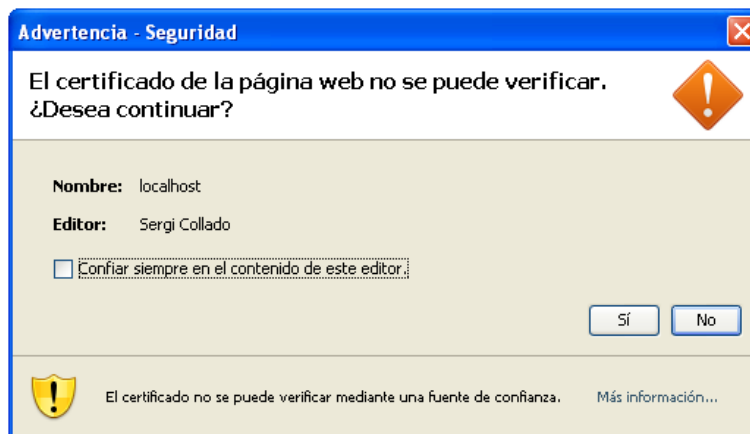 Advertencia - Seguridad
El certificado de la página web no se puede verificar.
¿Desea continuar?
Nombre: localhost
Editor: Sergi Collado
Confiar siempre en el contenido de este editor.
Sí No
El certificado no se puede verificar mediante una fuente de confianza. Más información...